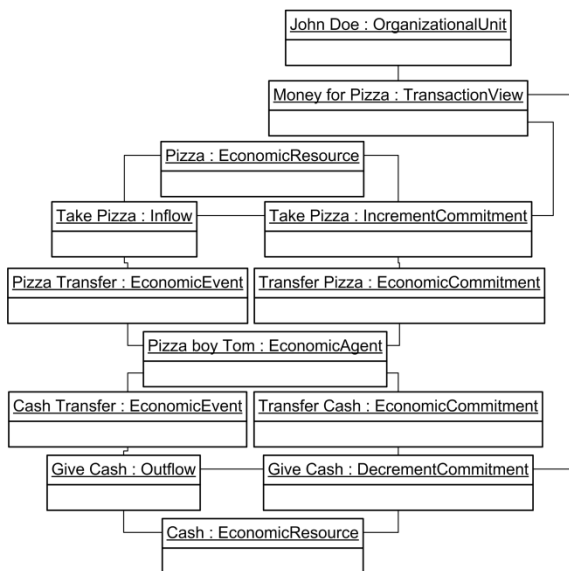 John Doe : OrganizationalUnit
Money for Pizza : TransactionView
Pizza : EconomicResource
Take Pizza : Inflow
Take Pizza : IncrementCommitment
Pizza Transfer : EconomicEvent
Transfer Pizza : EconomicCommitment
Pizza boy Tom : EconomicAgent
Cash Transfer : EconomicEvent
Transfer Cash : EconomicCommitment
Give Cash : Outflow
Give Cash : DecrementCommitment
Cash : EconomicResource